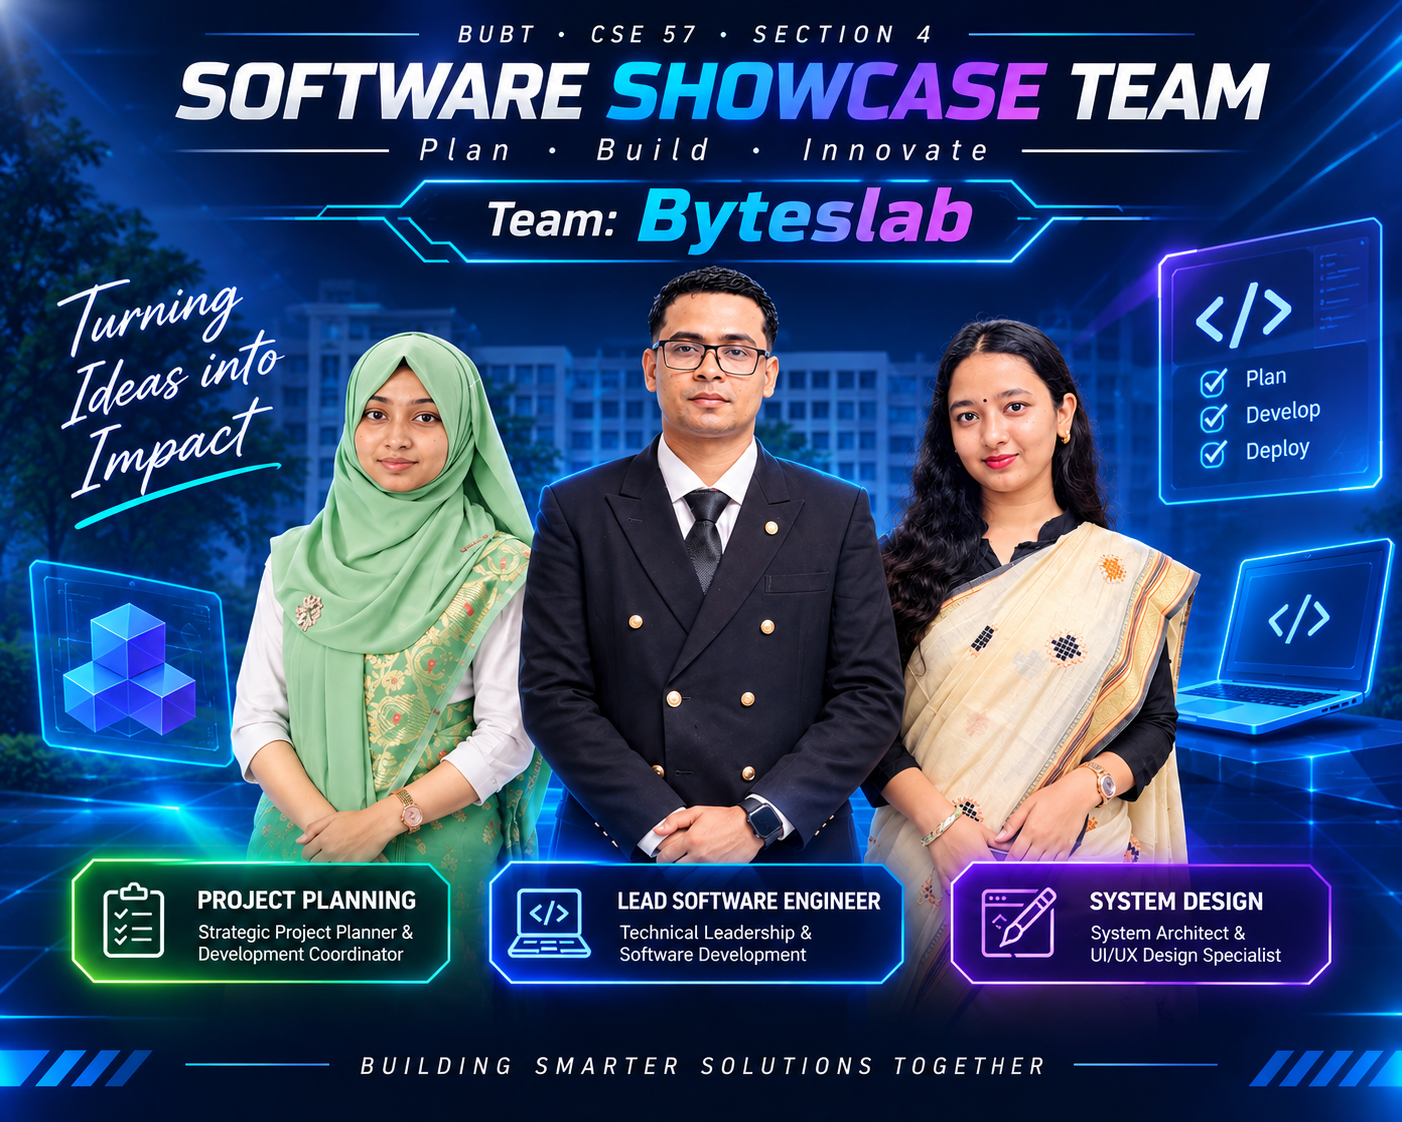 BUBT • CSE 57 • SECTION 4
SOFTWARE SHOWCASE TEAM
Plan • Build • Innovate
Team: Byteslab
Turning
Ideas into
Impact
</>
Plan
Develop
Deploy
</>
</>
PROJECT PLANNING
Strategic Project Planner &
Development Coordinator
LEAD SOFTWARE ENGINEER
Technical Leadership &
Software Development
SYSTEM DESIGN
System Architect &
UI/UX Design Specialist
BUILDING SMARTER SOLUTIONS TOGETHER